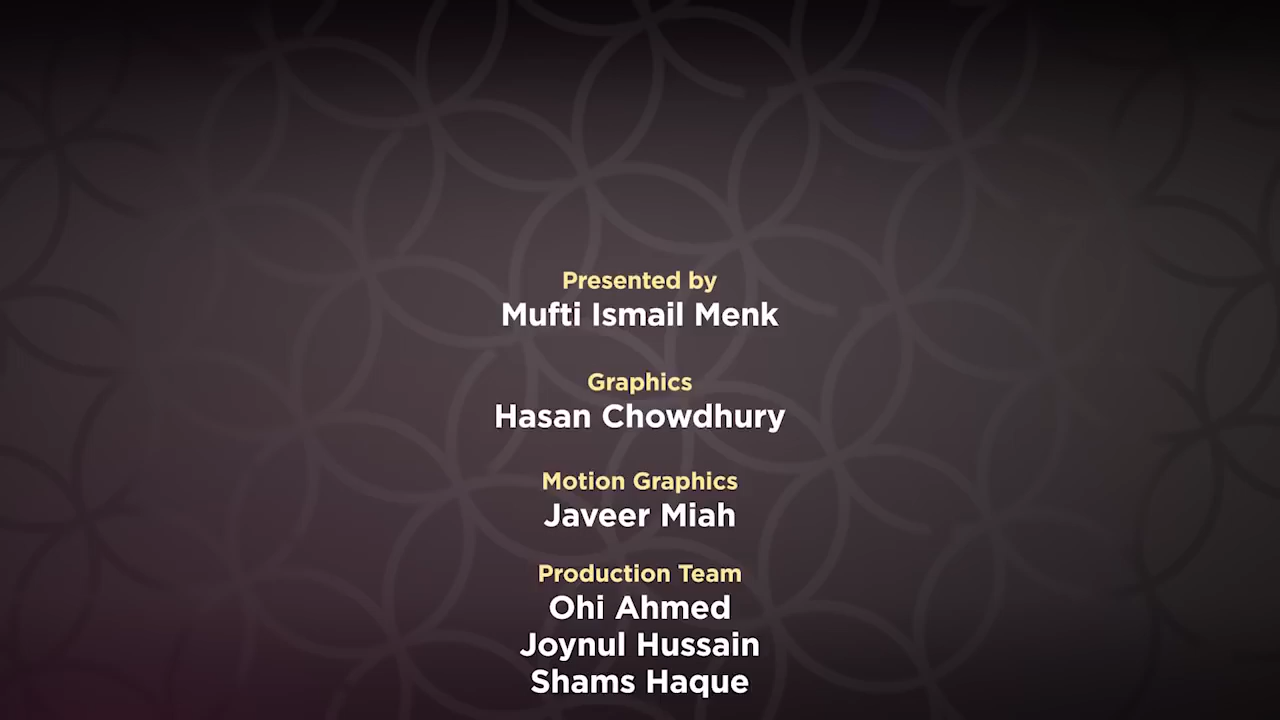 Presented by
Mufti Ismail Menk
Graphics
Hasan Chowdhury
Motion Graphics
Javeer Miah
Production Team
Ohi Ahmed
Joynul Hussain
Shams Haque